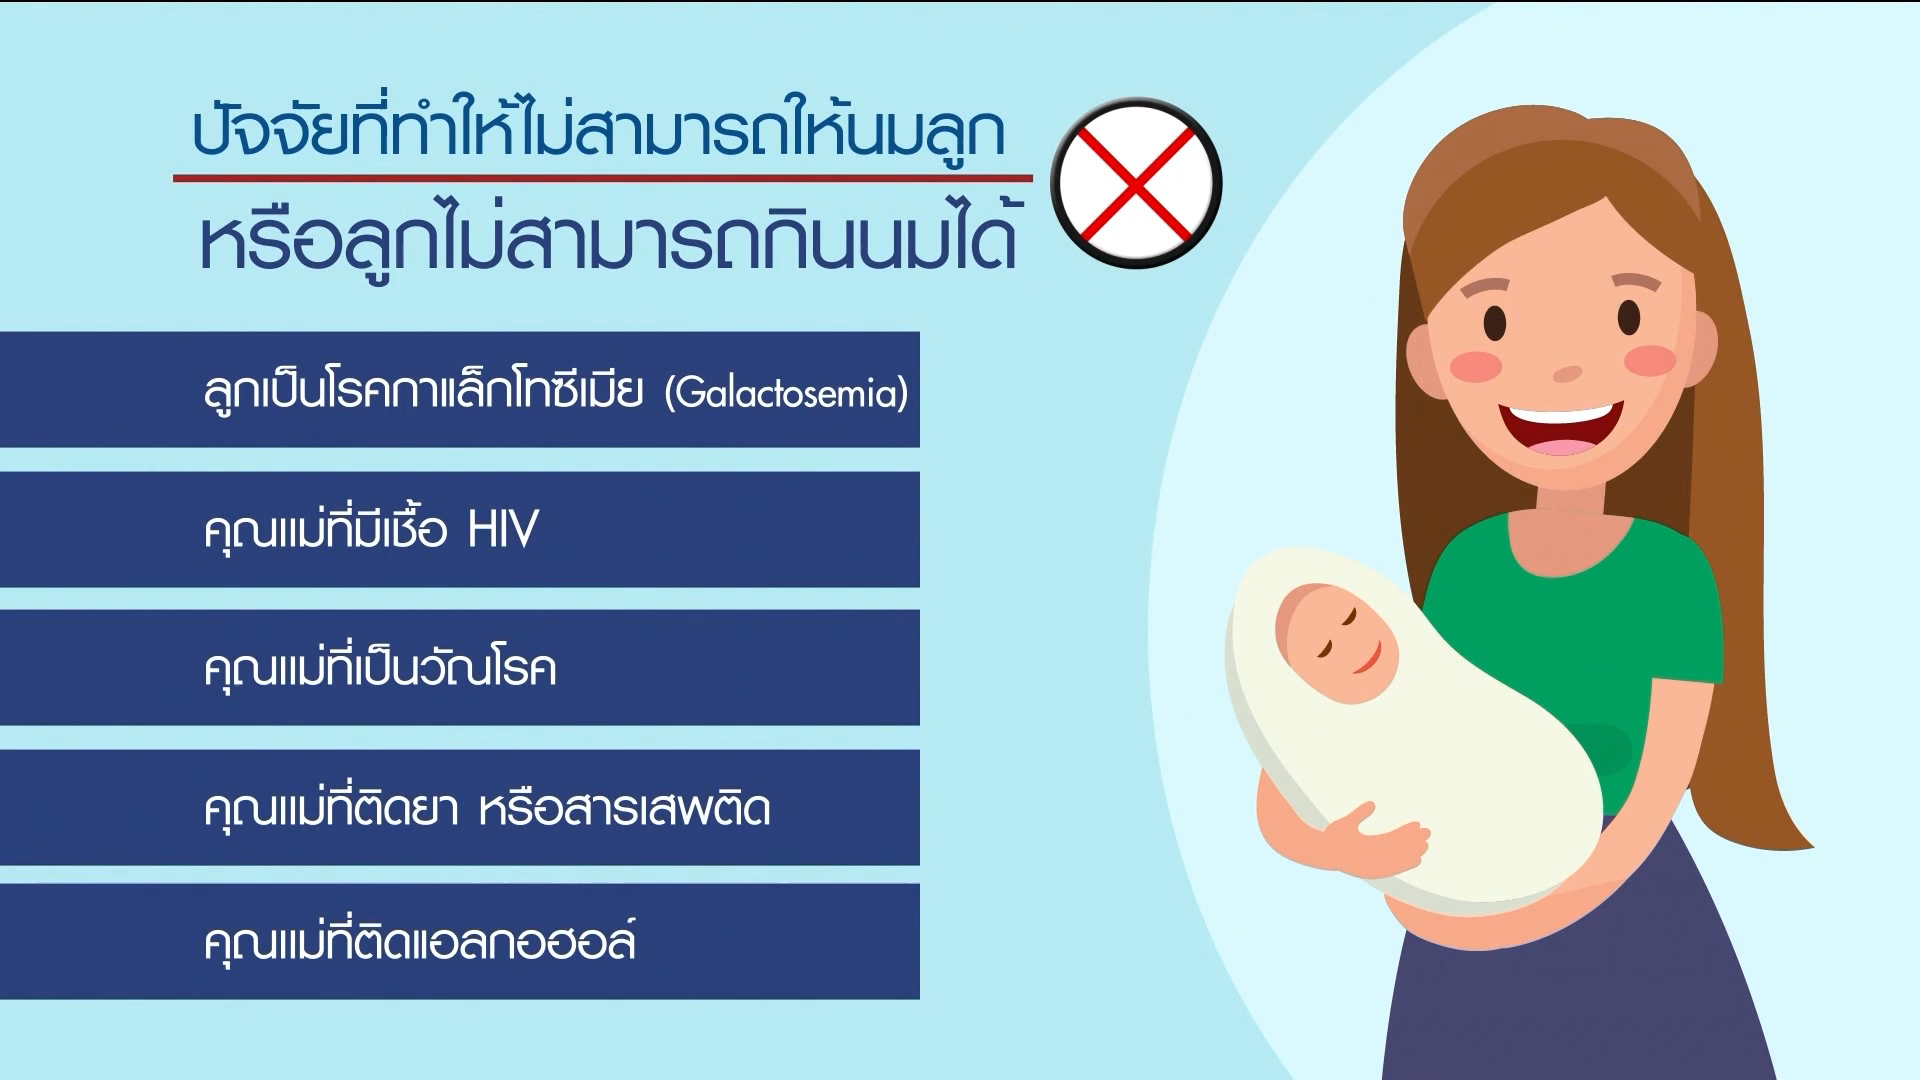 ปัจจัยที่ทำให้ไม่สามารถให้นมลูก
หรือลูกไม่สามารถกินนมได้
ลูกเป็นโรคกาแล็กโทซีเมีย (Galactosemia)
คุณแม่ที่มีเชื้อ HIV
คุณแม่ที่เป็นวัณโรค
คุณแม่ที่ติดยา หรือสารเสพติด
คุณแม่ที่ติดแอลกอฮอล์